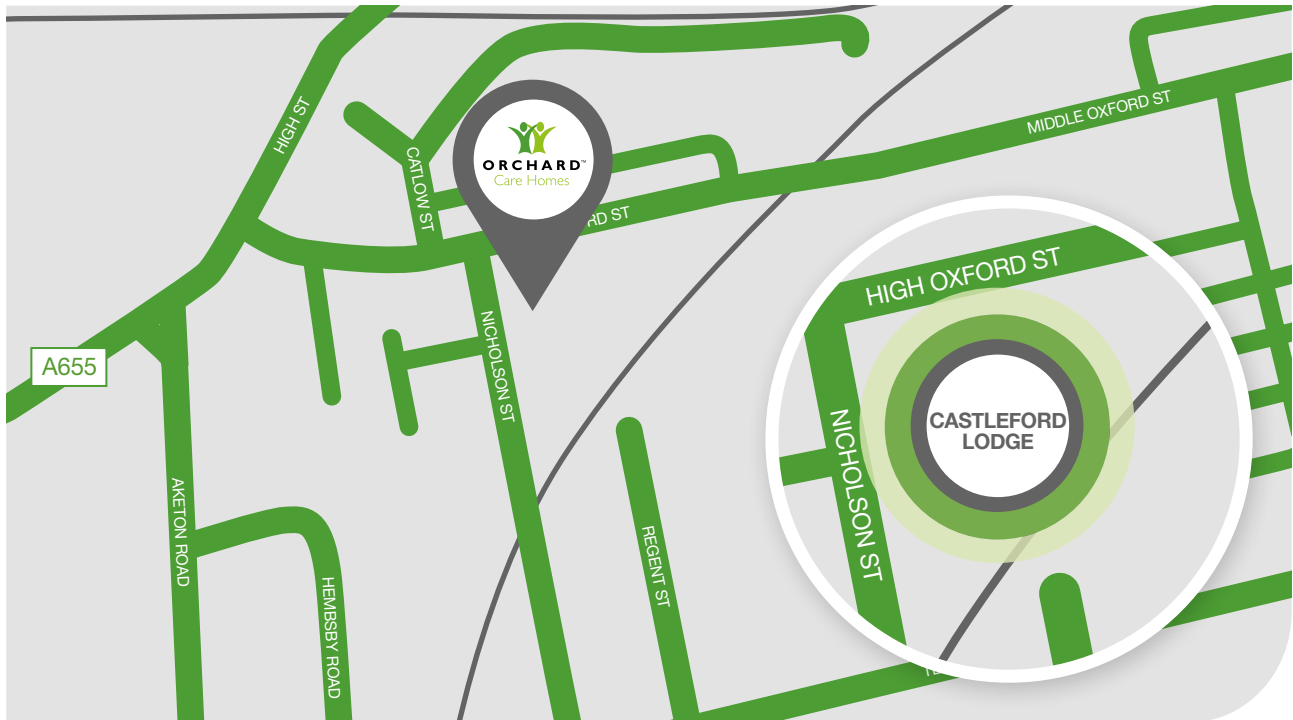 HIGH ST
CATLOW ST
ORCHARD™
Care Homes
RD ST
MIDDLE OXFORD ST
A655
NICHOLSON ST
AKETON ROAD
HEMBSBY ROAD
REGENT ST
HIGH OXFORD ST
NICHOLSON ST
CASTLEFORD
LODGE